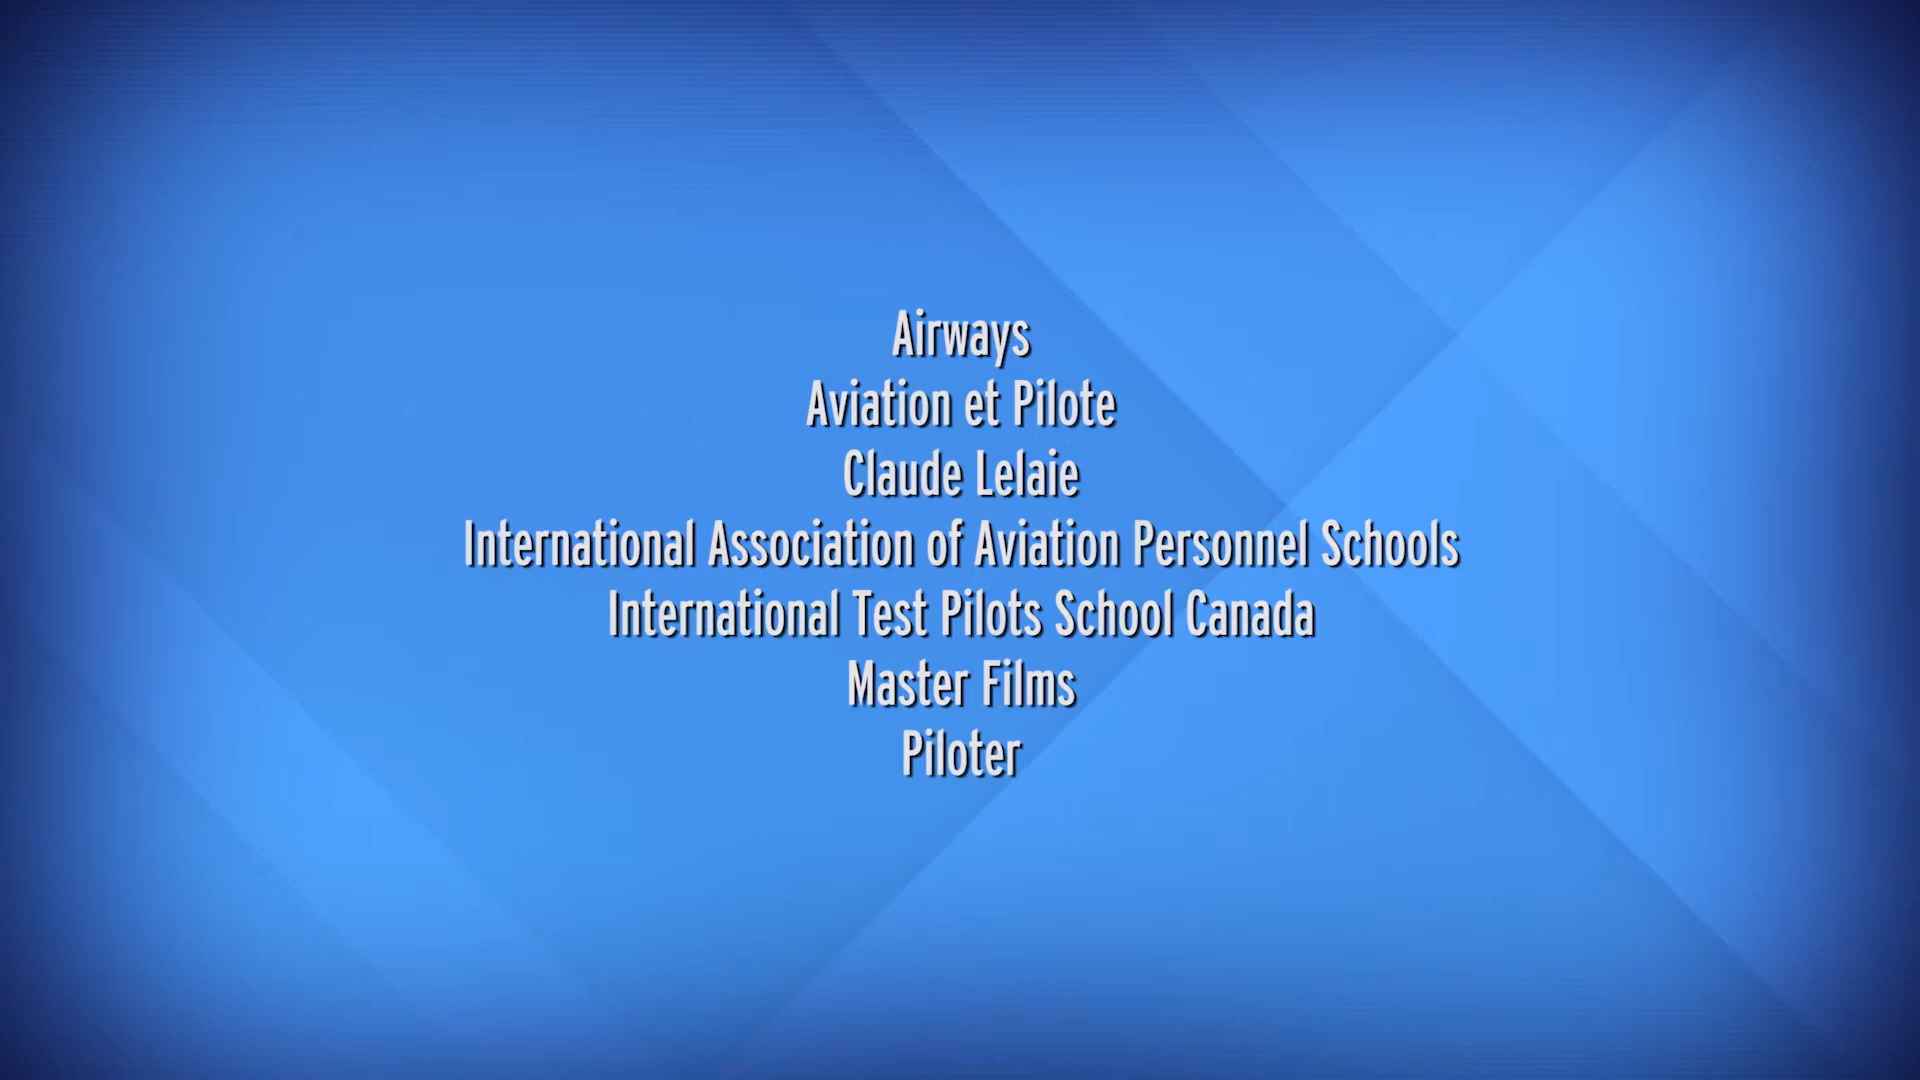 Airways
Aviation et Pilote
Claude Lelaie
International Association of Aviation Personnel Schools
International Test Pilots School Canada
Master Films
Piloter